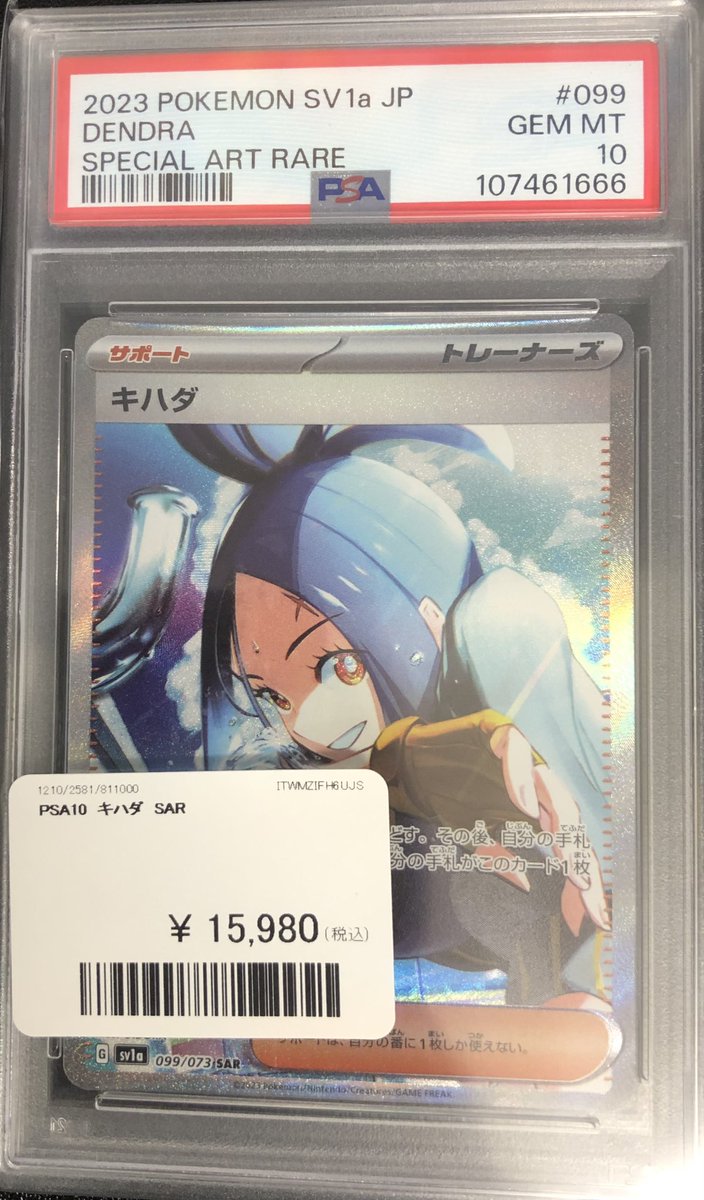 2023 POKEMON SV1a JP #099
DENDRA GEM MT
SPECIAL ART RARE 10
PSA 107461666
サポート トレーナーズ
キハダ
1210/2581/811000 ITWMZIFH6UJS
PSA10 キハダ SAR
どす。その後、自分の手札
分の手札がこのカード1枚
¥ 15,980(税込)
サポートは、自分の番に1枚しか使えない。
G sv1a 099/073 SAR
©2023 Pokémon/Nintendo/Creatures/GAME FREAK